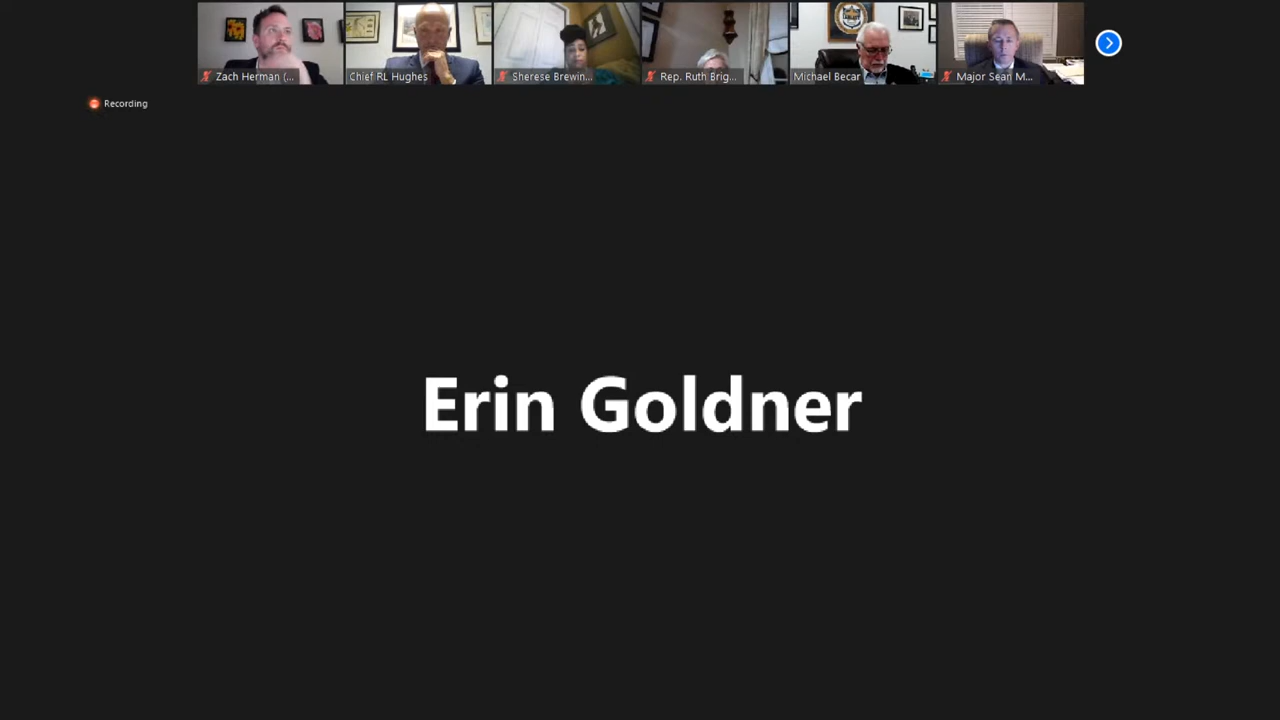 Zach Herman (...
Chief RL Hughes
Sherese Brewin...
Rep. Ruth Brig...
Michael Becar
Major Sean M...
Recording
Erin Goldner